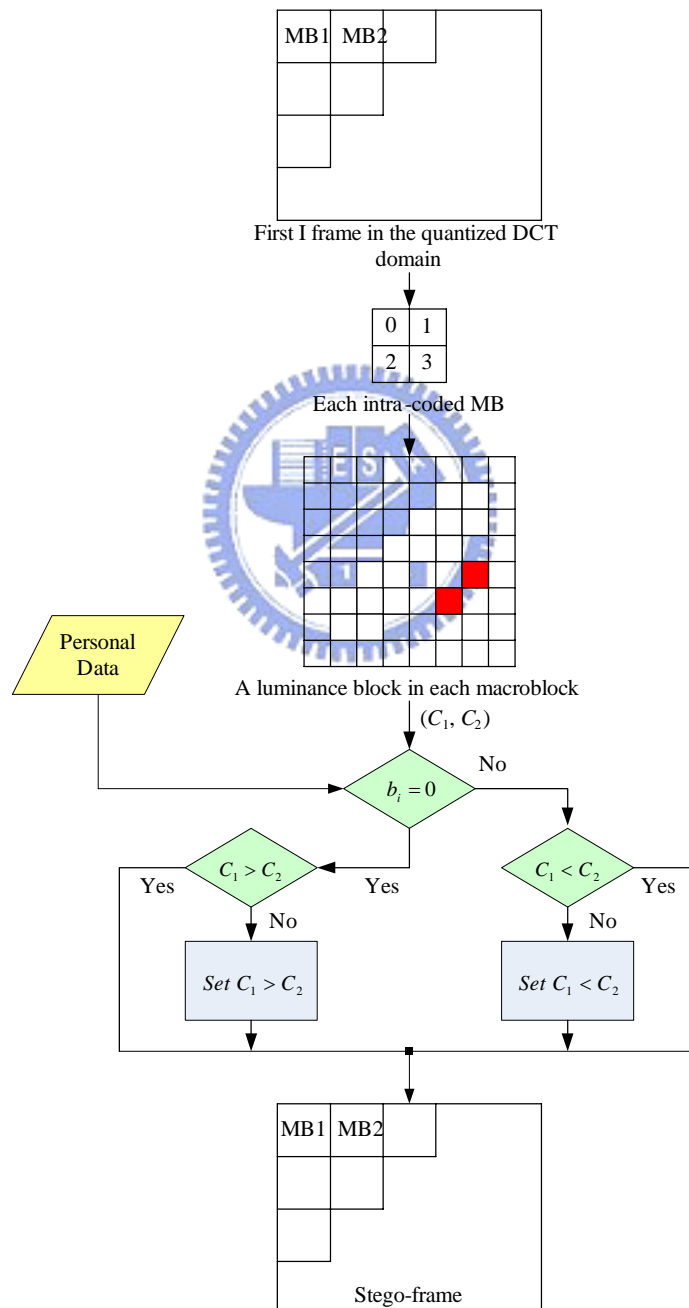 MB1 MB2
First I frame in the quantized DCT
domain
0 1
2 3
Each intra-coded MB
E S
Personal
Data
A luminance block in each macroblock
(C₁, C₂)
No
bᵢ = 0
C₁ > C₂
C₁ < C₂
Yes
Yes
Yes
No
No
Set C₁ > C₂
Set C₁ < C₂
MB1 MB2
Stego-frame